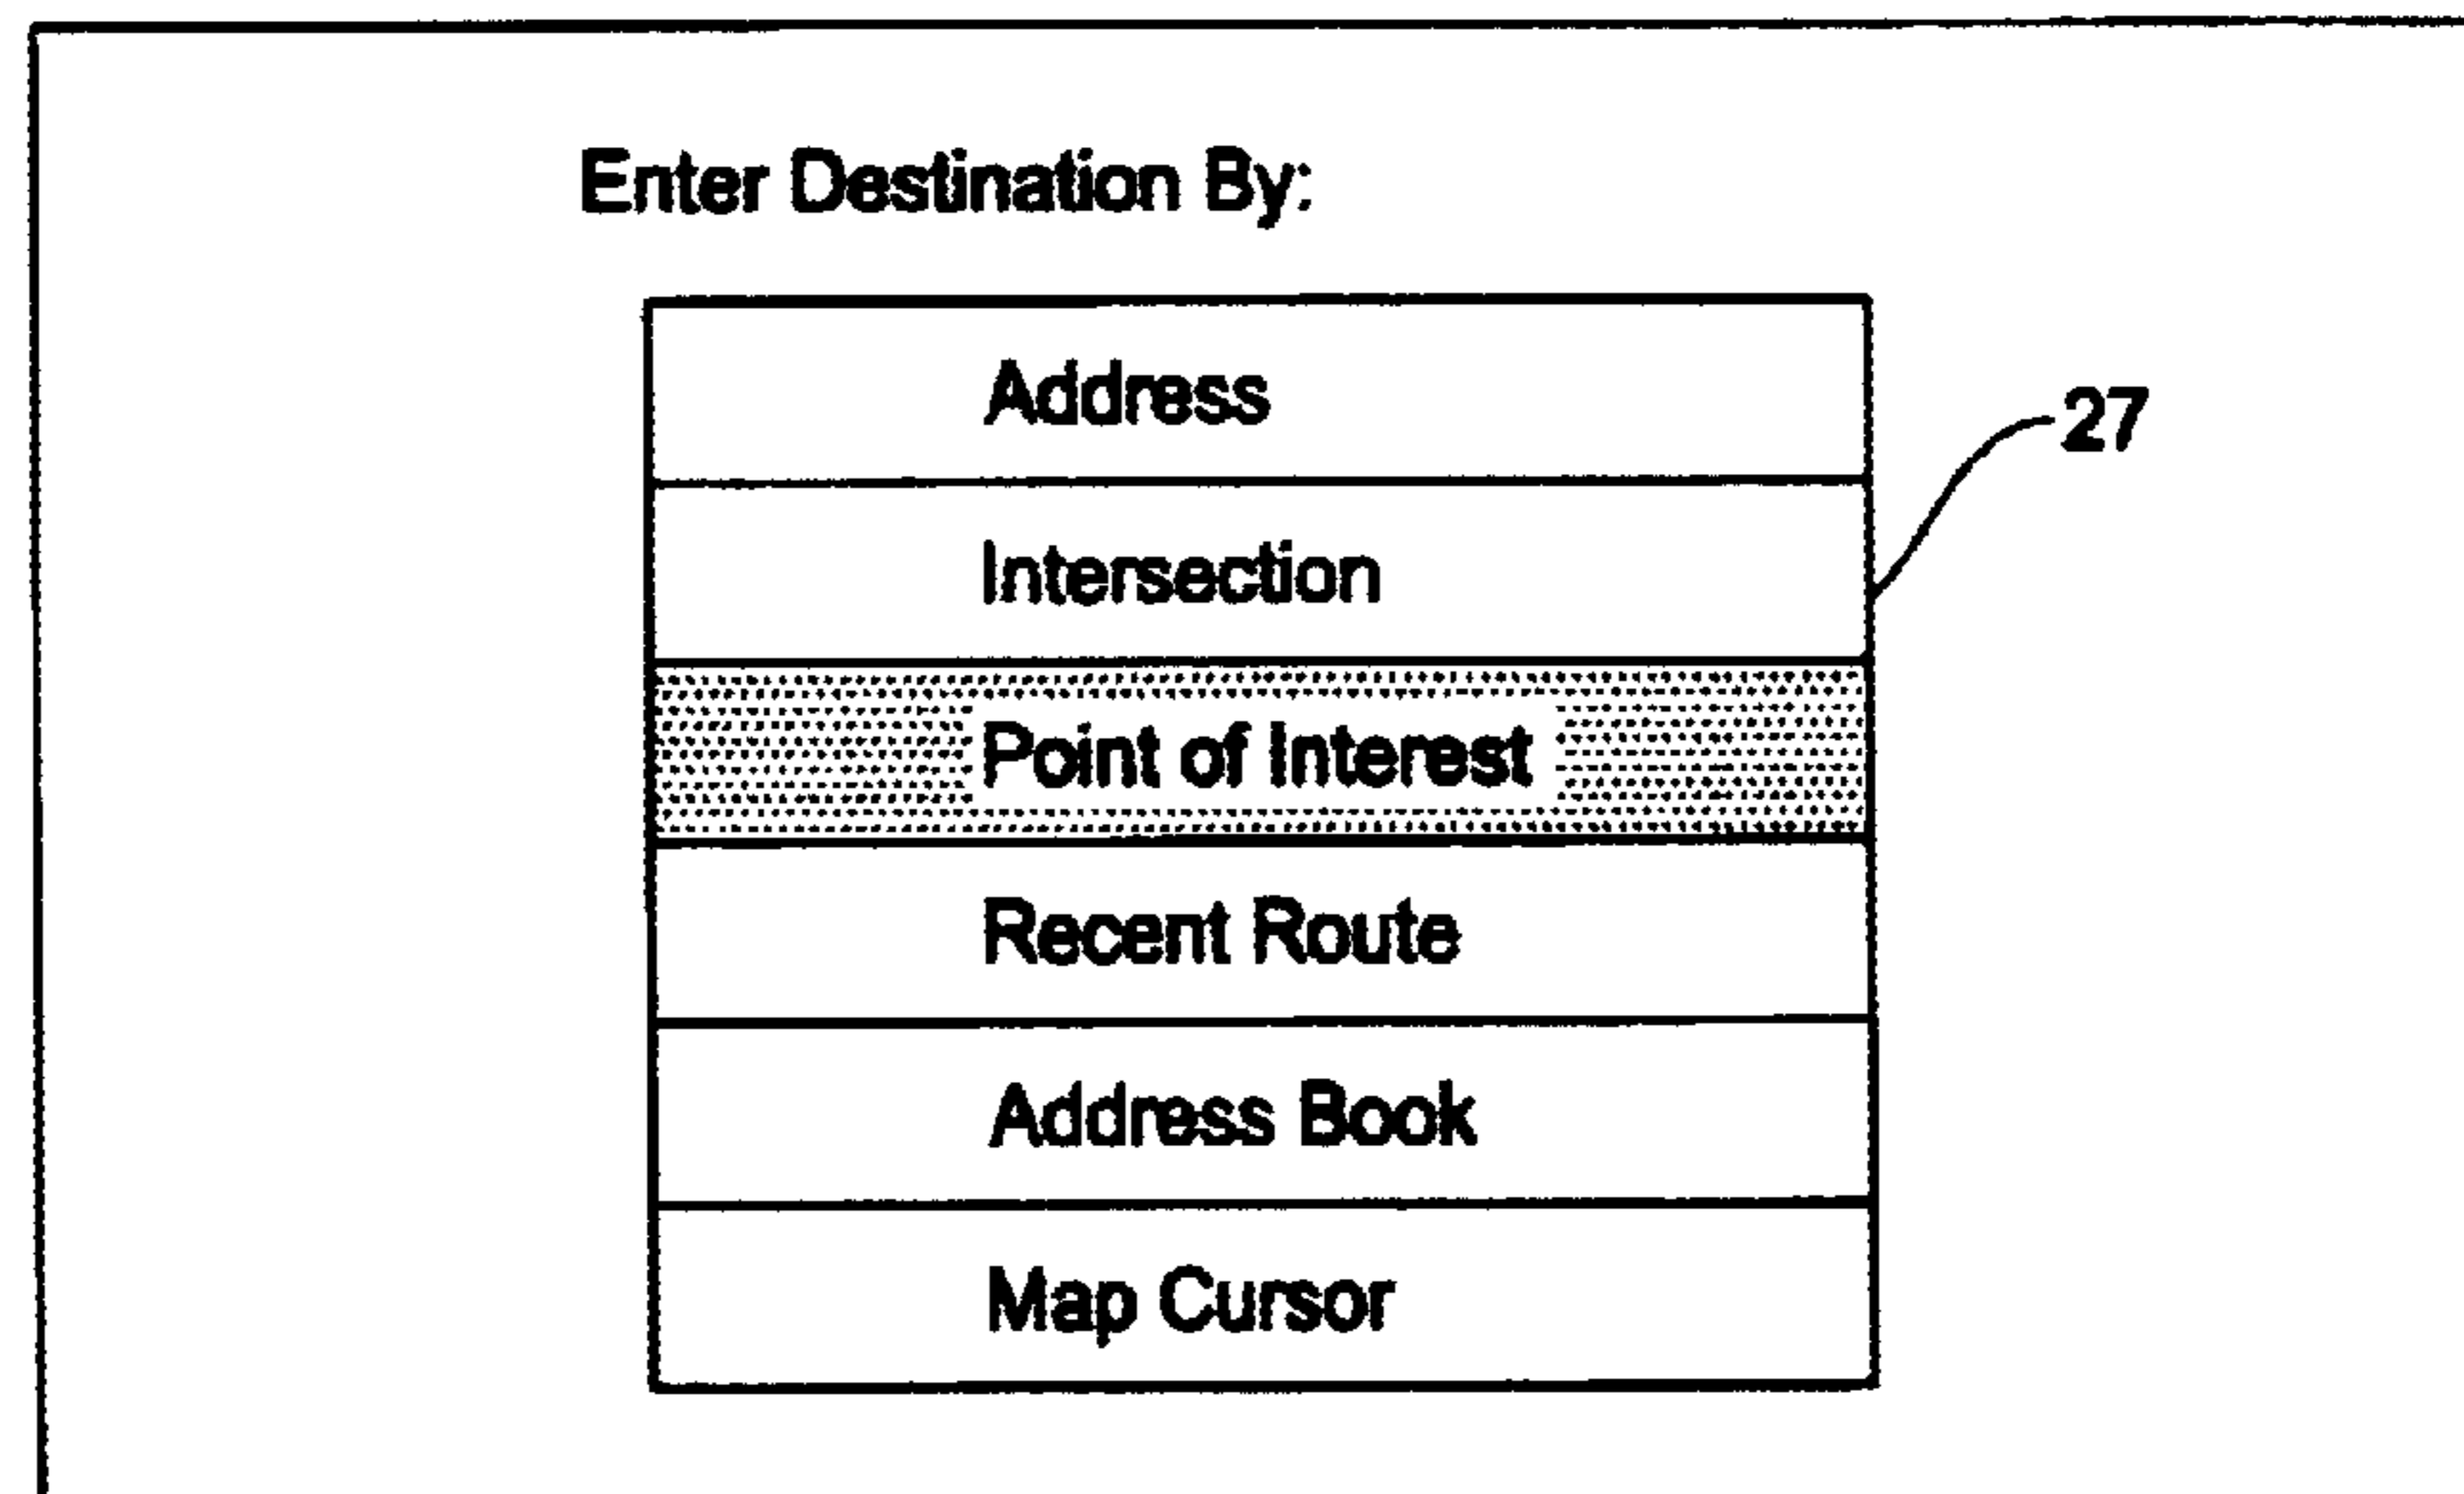 Enter Destination By:
Address
27
Intersection
Point of Interest
Recent Route
Address Book
Map Cursor